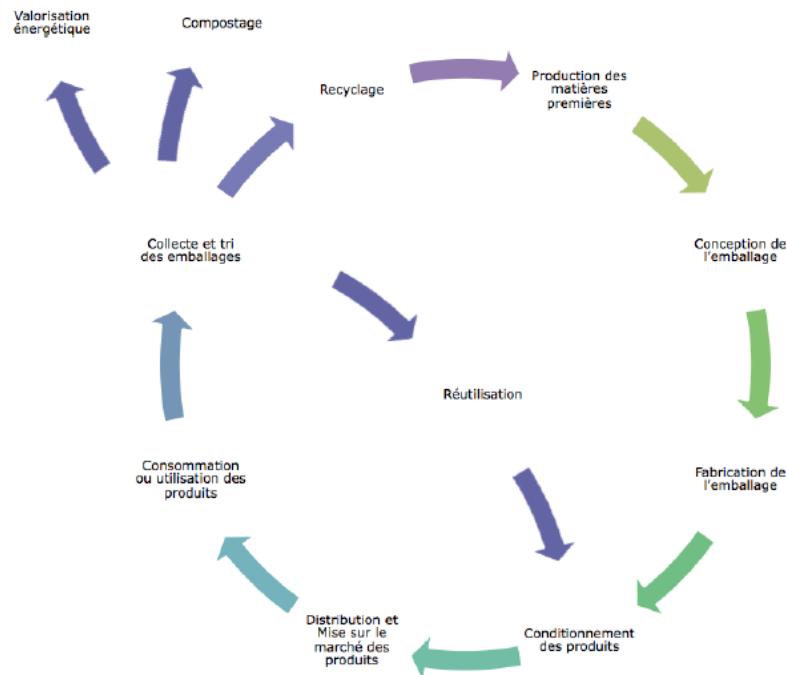 Valorisation
énergétique
Compostage
Recyclage
Production des
matières
premières
Collecte et tri
des emballages
Conception de
l'emballage
Réutilisation
Consommation
ou utilisation des
produits
Fabrication de
l'emballage
Distribution et
Mise sur le
marché des
produits
Conditionnement
des produits